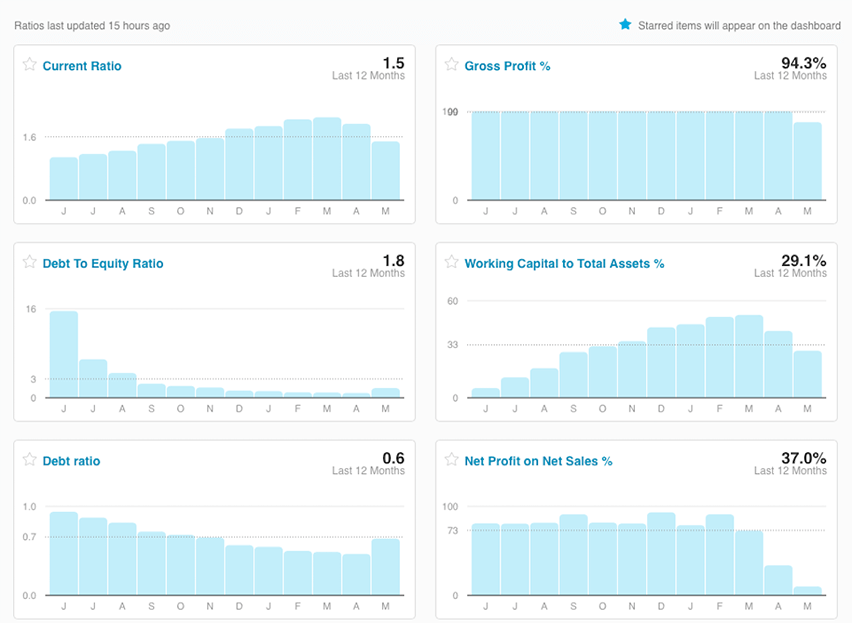 Ratios last updated 15 hours ago
Starred items will appear on the dashboard
Current Ratio
1.5
Last 12 Months
1.6
0.0
J J A S O N D J F M A M
Gross Profit %
94.3%
Last 12 Months
0
J J A S O N D J F M A M
Debt To Equity Ratio
1.8
Last 12 Months
16
3
0
J J A S O N D J F M A M
Working Capital to Total Assets %
29.1%
Last 12 Months
60
33
0
J J A S O N D J F M A M
Debt ratio
0.6
Last 12 Months
1.0
0.7
0.0
J J A S O N D J F M A M
Net Profit on Net Sales %
37.0%
Last 12 Months
100
73
0
J J A S O N D J F M A M